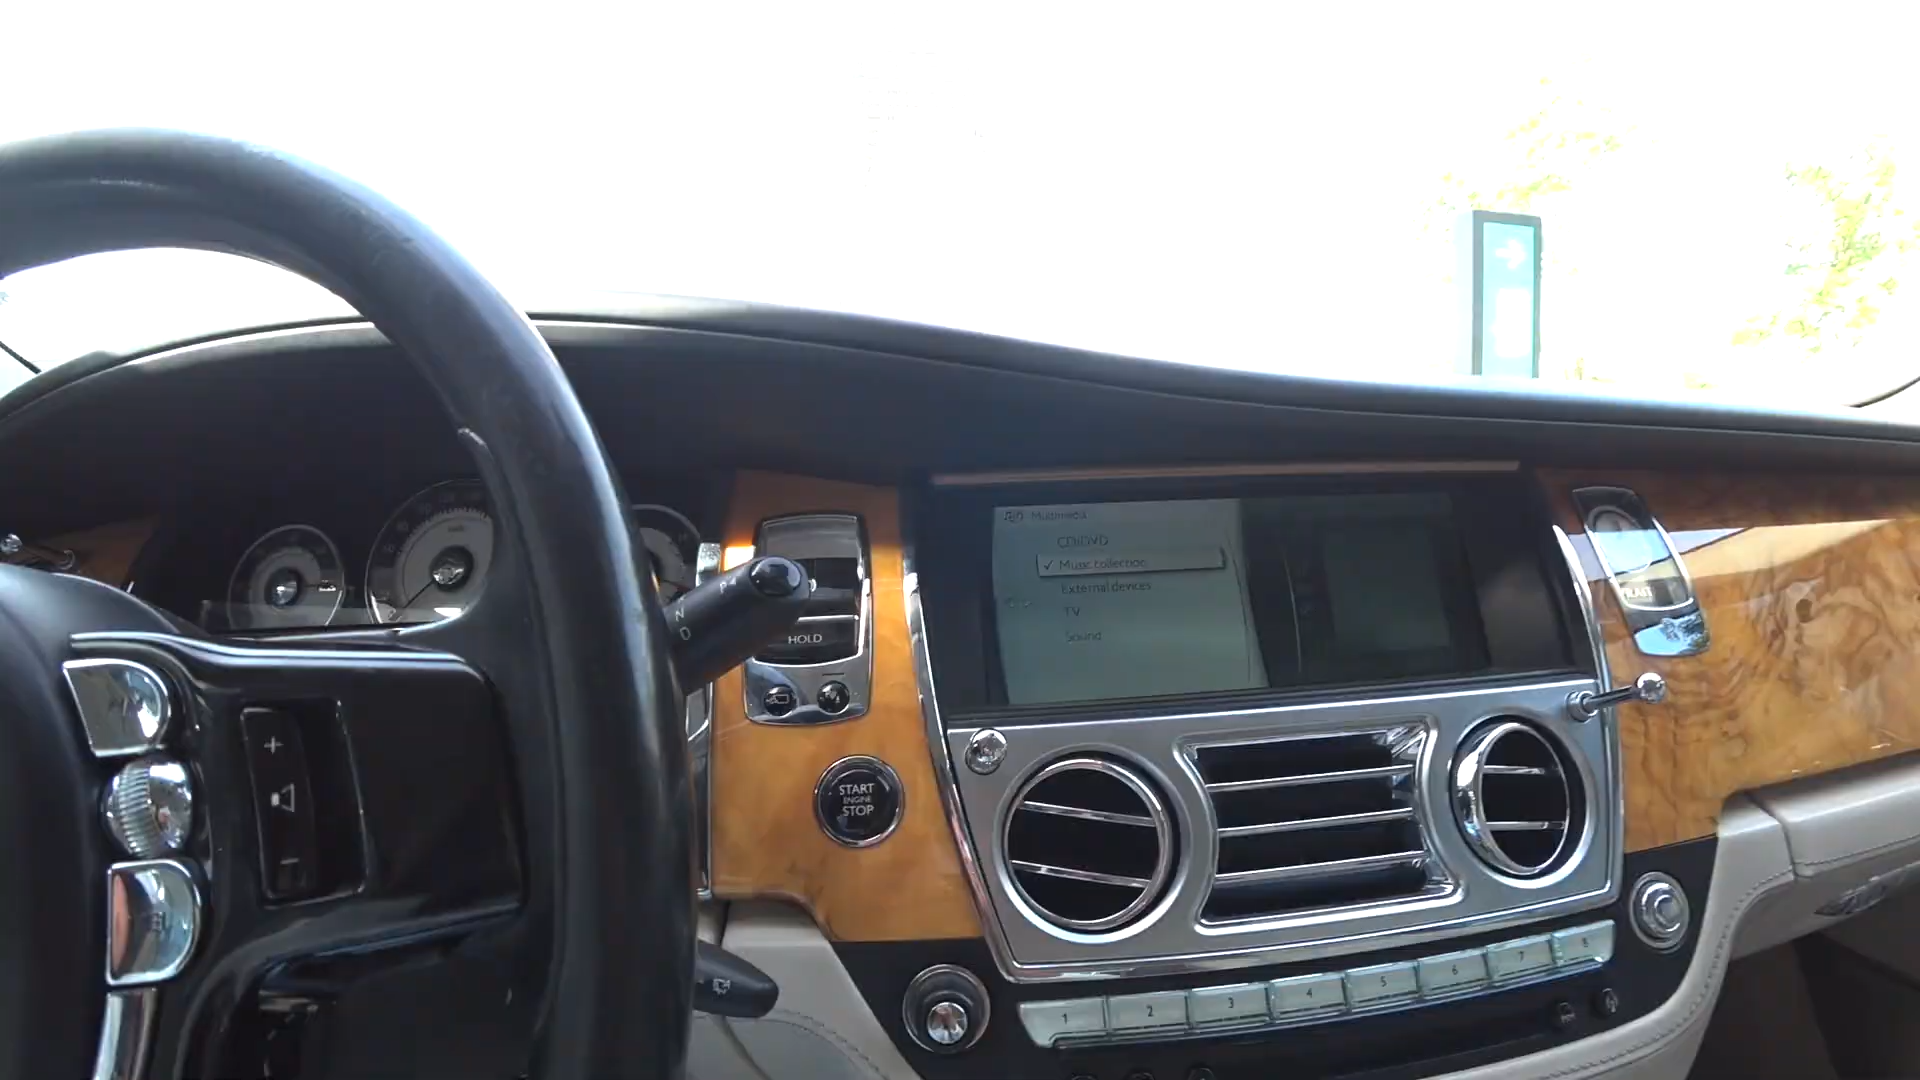 Multimedia
CD/DVD
✓ Music collection
External devices
TV
Sound
P
N
D
HOLD
START
ENGINE
STOP
+
−
1 2 3 4 5 6 7 8